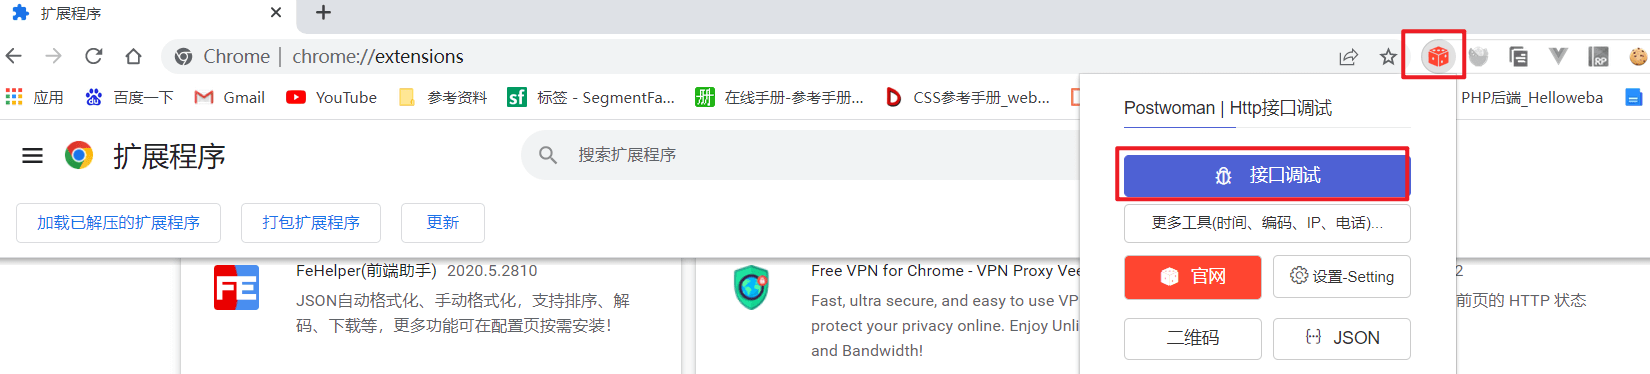 扩展程序
Chrome | chrome://extensions
应用 百度一下 Gmail YouTube 参考资料 sf 标签 - SegmentFa... 册 在线手册-参考手册... CSS参考手册_web... PHP后端_Helloweba
RP
Postwoman | Http接口调试
扩展程序
搜索扩展程序
接口调试
加载已解压的扩展程序 打包扩展程序 更新
更多工具(时间、编码、IP、电话)...
FE
FeHelper(前端助手) 2020.5.2810
JSON自动格式化、手动格式化，支持排序、解
码、下载等，更多功能可在配置页按需安装！
Free VPN for Chrome - VPN Proxy Vee
Fast, ultra secure, and easy to use VP
protect your privacy online. Enjoy Unli
and Bandwidth!
官网 设置-Setting
二维码 JSON
2
前页的 HTTP 状态